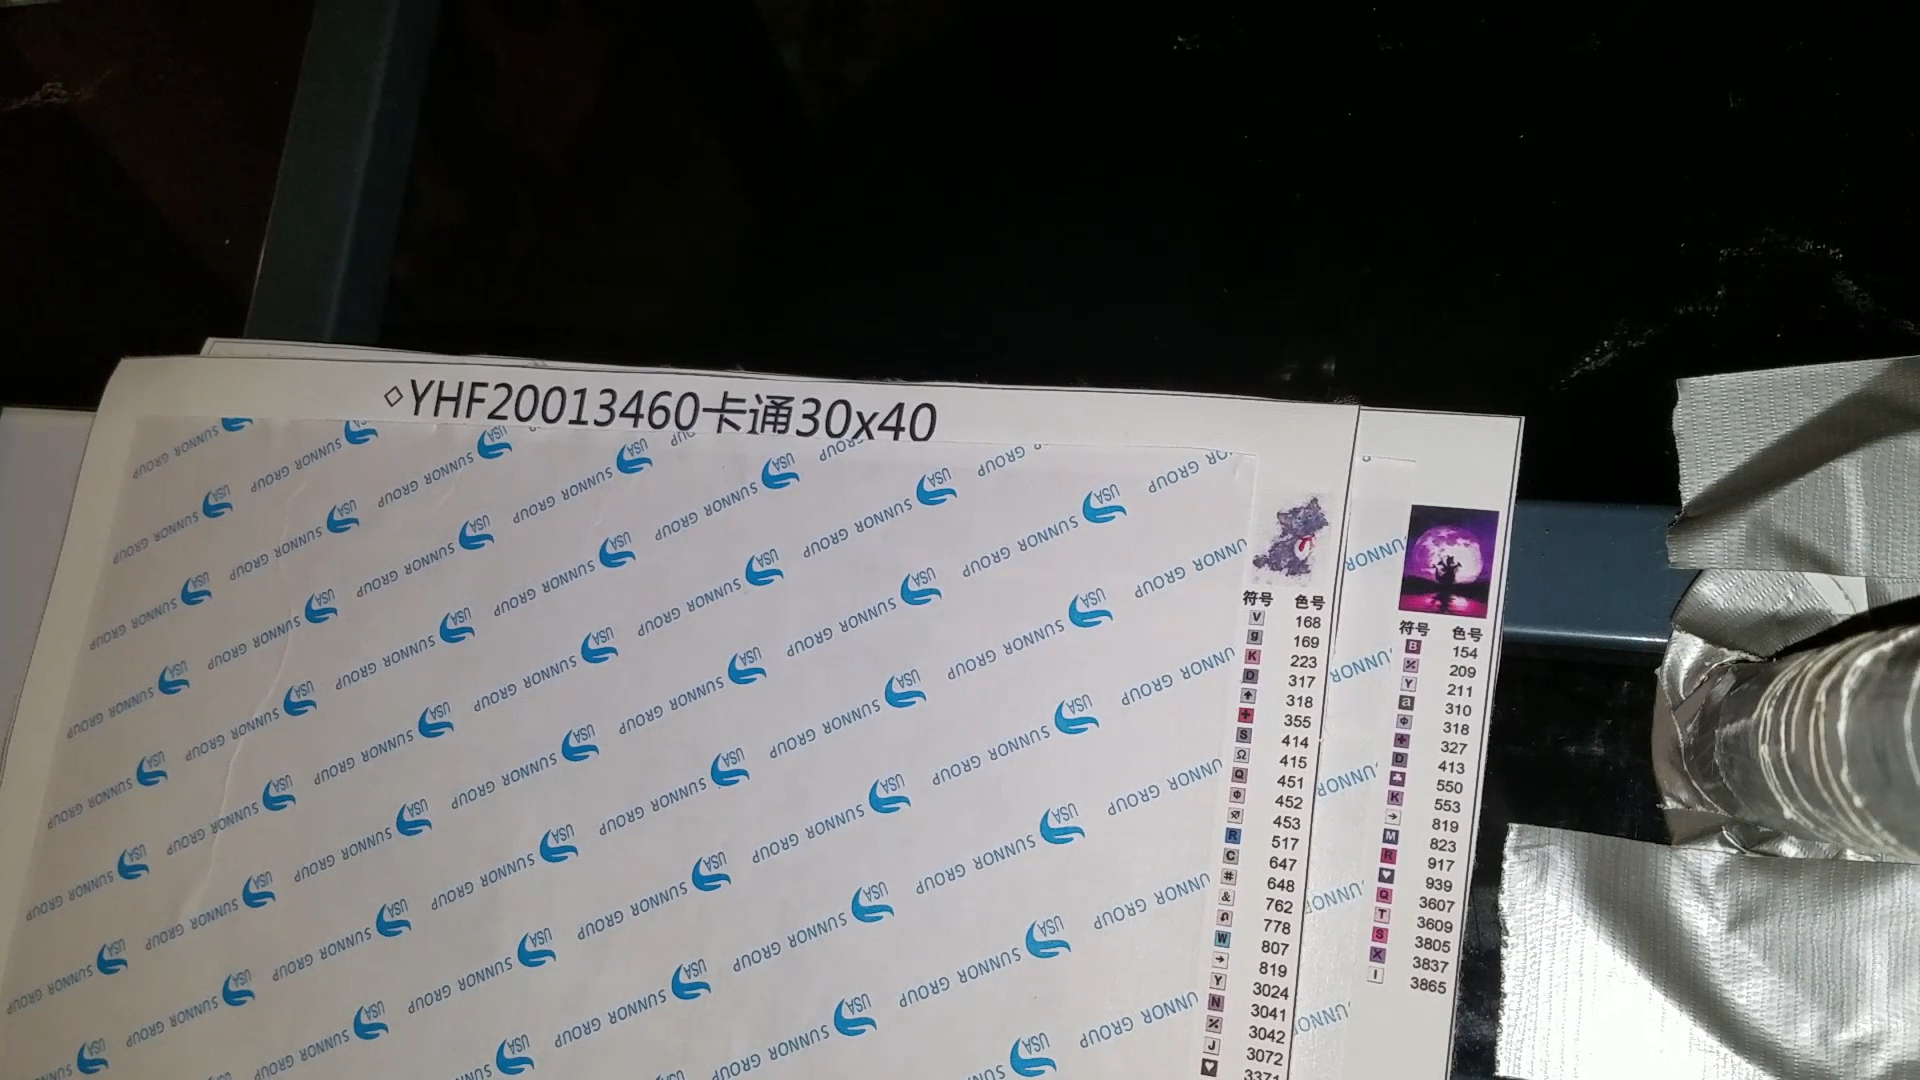 ◇YHF20013460卡通30x40
SUNNOR GROUP USA
符号 色号
V 168
g 169
K 223
D 317
↑ 318
+ 355
S 414
Ω 415
Q 451
Φ 452
453
R 517
C 647
# 648
& 762
778
W 807
→ 819
Y 3024
N 3041
% 3042
J 3072
♥ 3371
符号 色号
B 154
% 209
Y 211
a 310
Φ 318
+ 327
D 413
♣ 550
K 553
→ 819
M 823
R 917
♥ 939
Q 3607
T 3609
S 3805
X 3837
I 3865